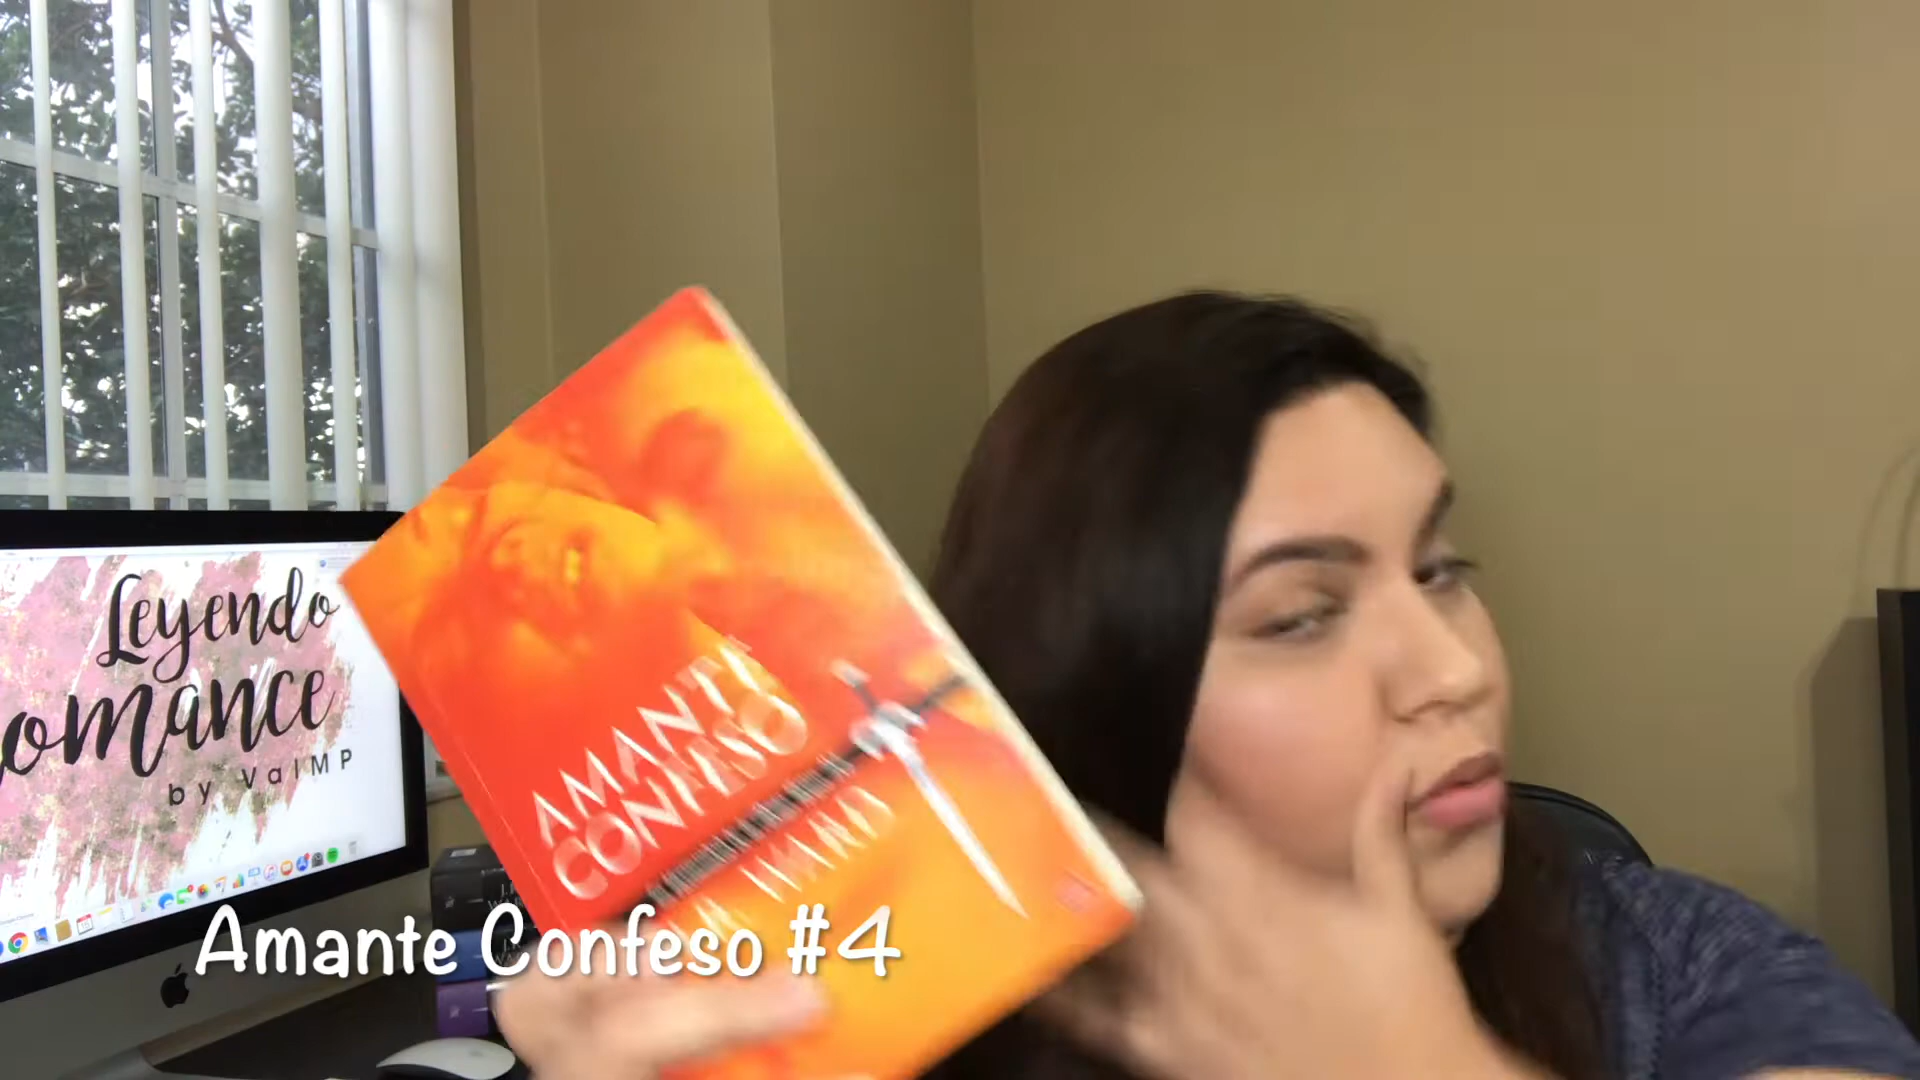 Leyendo
omance
by ValMP
AMANTE
CONFESO
Amante Confeso #4